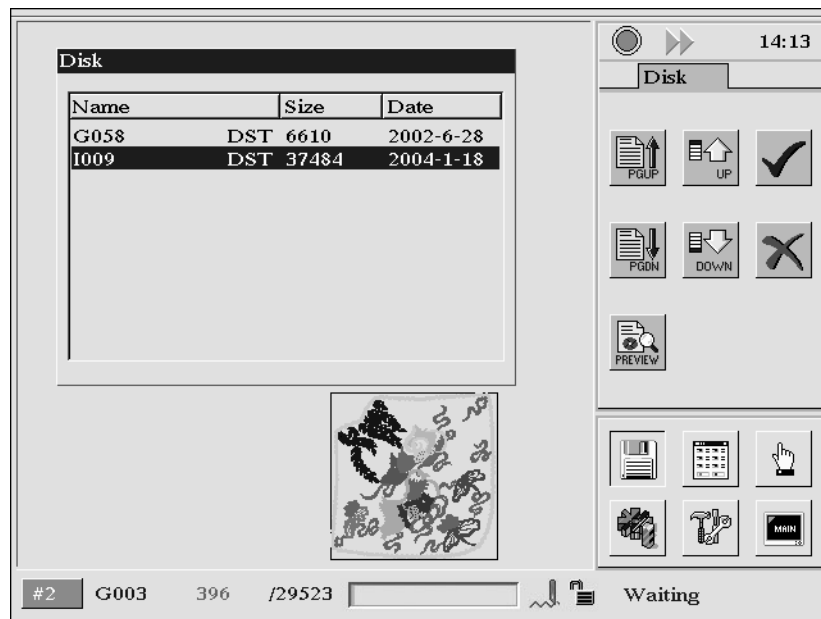 14:13
Disk
Disk
Name Size Date
G058 DST 6610 2002-6-28
I009 DST 37484 2004-1-18
PGUP UP
PGDN DOWN
PREVIEW
MAIN
#2 G003 396 /29523 Waiting